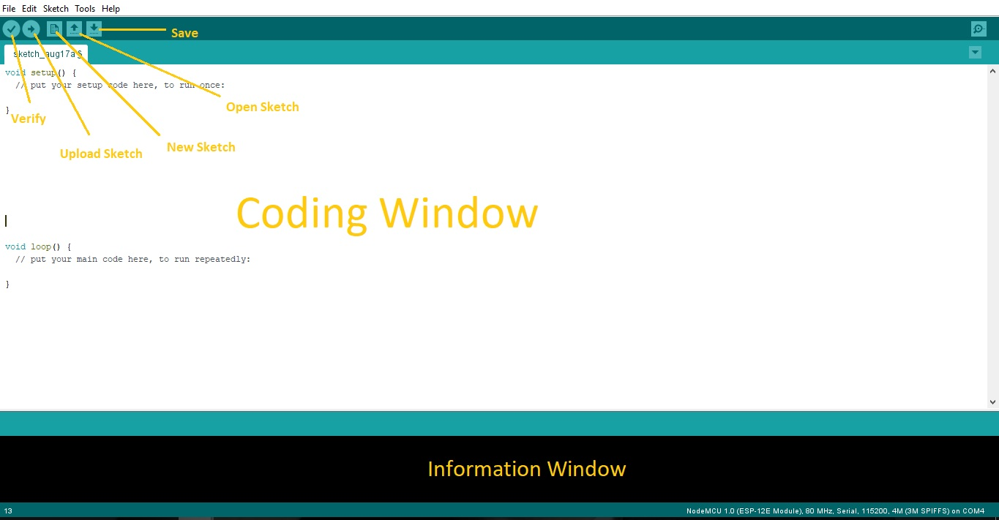 File Edit Sketch Tools Help
Save
sketch_aug17a §
void setup() {
// put your setup code here, to run once:
Open Sketch
}
Verify
New Sketch
Upload Sketch
Coding Window
void loop() {
// put your main code here, to run repeatedly:
}
Information Window
13
NodeMCU 1.0 (ESP-12E Module), 80 MHz, Serial, 115200, 4M (3M SPIFFS) on COM4